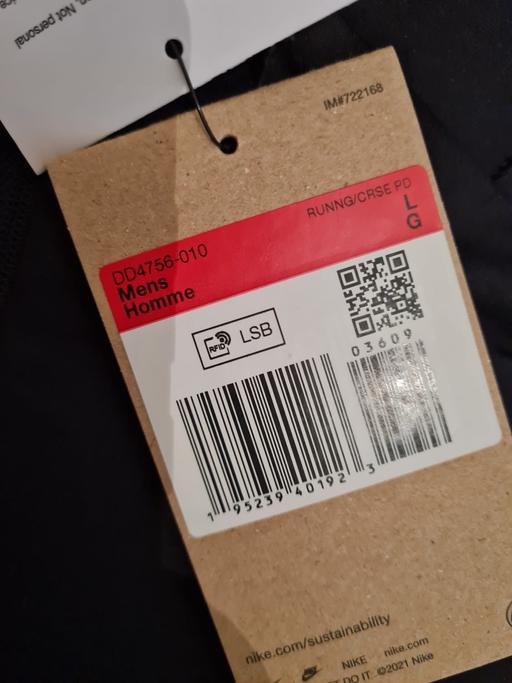 Not personal
IM#722168
RUNNG/CRSE PD
L
G
DD4756-010
Mens
Homme
RFID LSB
03609
1 95239 40192 3
nike.com/sustainability
NIKE nike.com
DO IT. ©2021 Nike